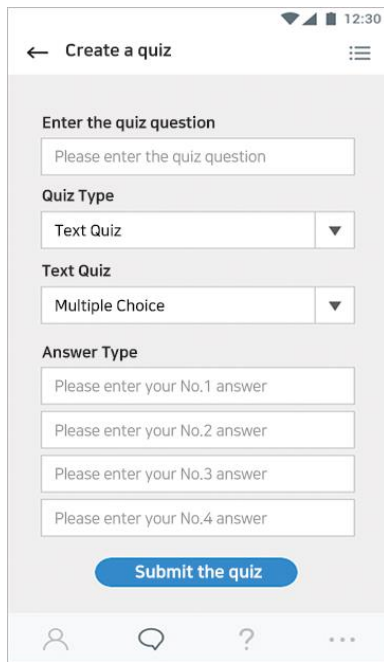 12:30
Create a quiz
Enter the quiz question
Please enter the quiz question
Quiz Type
Text Quiz
Text Quiz
Multiple Choice
Answer Type
Please enter your No.1 answer
Please enter your No.2 answer
Please enter your No.3 answer
Please enter your No.4 answer
Submit the quiz
?